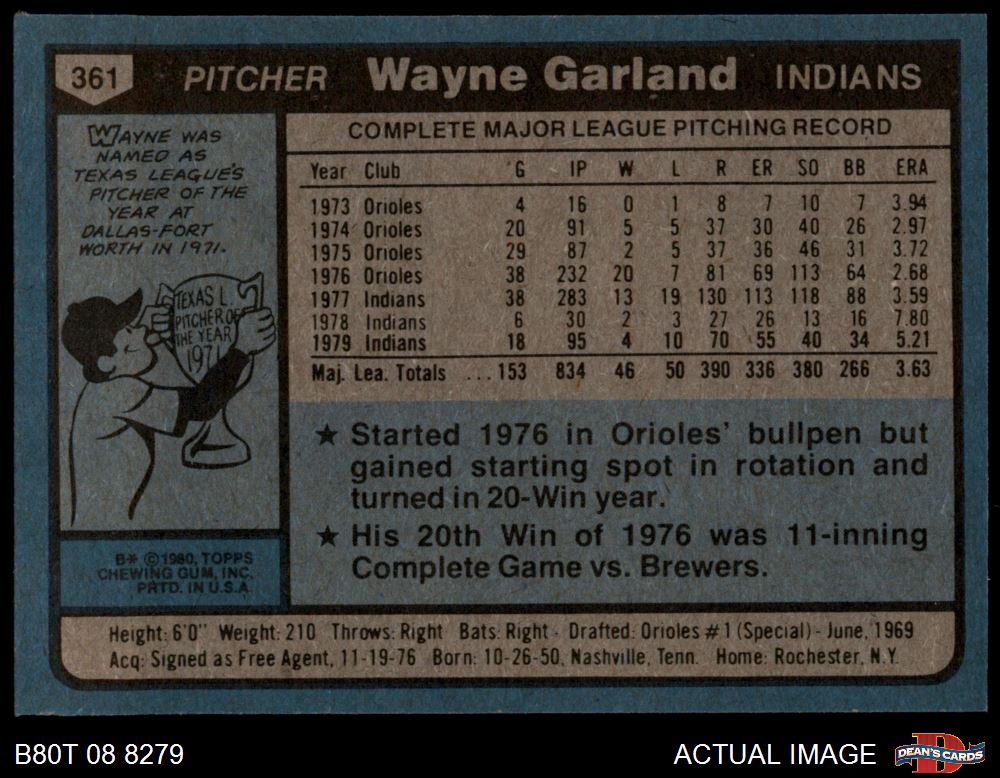 361 PITCHER Wayne Garland INDIANS
WAYNE WAS
NAMED AS
TEXAS LEAGUE'S
PITCHER OF THE
YEAR AT
DALLAS-FORT
WORTH IN 1971.
TEXAS L.
PITCHER OF
THE YEAR
1971
COMPLETE MAJOR LEAGUE PITCHING RECORD
Year Club G IP W L R ER SO BB ERA
1973 Orioles 4 16 0 1 8 7 10 7 3.94
1974 Orioles 20 91 5 5 37 30 40 26 2.97
1975 Orioles 29 87 2 5 37 36 46 31 3.72
1976 Orioles 38 232 20 7 81 69 113 64 2.68
1977 Indians 38 283 13 19 130 113 118 88 3.59
1978 Indians 6 30 2 3 27 26 13 16 7.80
1979 Indians 18 95 4 10 70 55 40 34 5.21
Maj. Lea. Totals ... 153 834 46 50 390 336 380 266 3.63
★ Started 1976 in Orioles' bullpen but
gained starting spot in rotation and
turned in 20-Win year.
★ His 20th Win of 1976 was 11-inning
Complete Game vs. Brewers.
B* ©1980, TOPPS
CHEWING GUM, INC.
PRTD. IN U.S.A.
Height: 6'0" Weight: 210 Throws: Right Bats: Right - Drafted: Orioles #1 (Special) - June, 1969
Acq: Signed as Free Agent, 11-19-76 Born: 10-26-50, Nashville, Tenn. Home: Rochester, N.Y.
B80T 08 8279 ACTUAL IMAGE DEAN'S CARDS